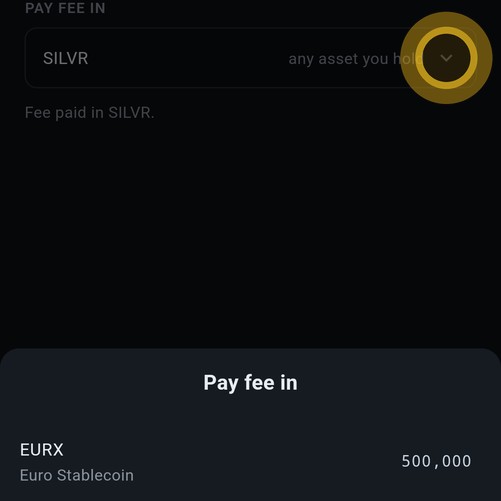 PAY FEE IN
SILVR any asset you hold
Fee paid in SILVR.
Pay fee in
EURX 500,000
Euro Stablecoin